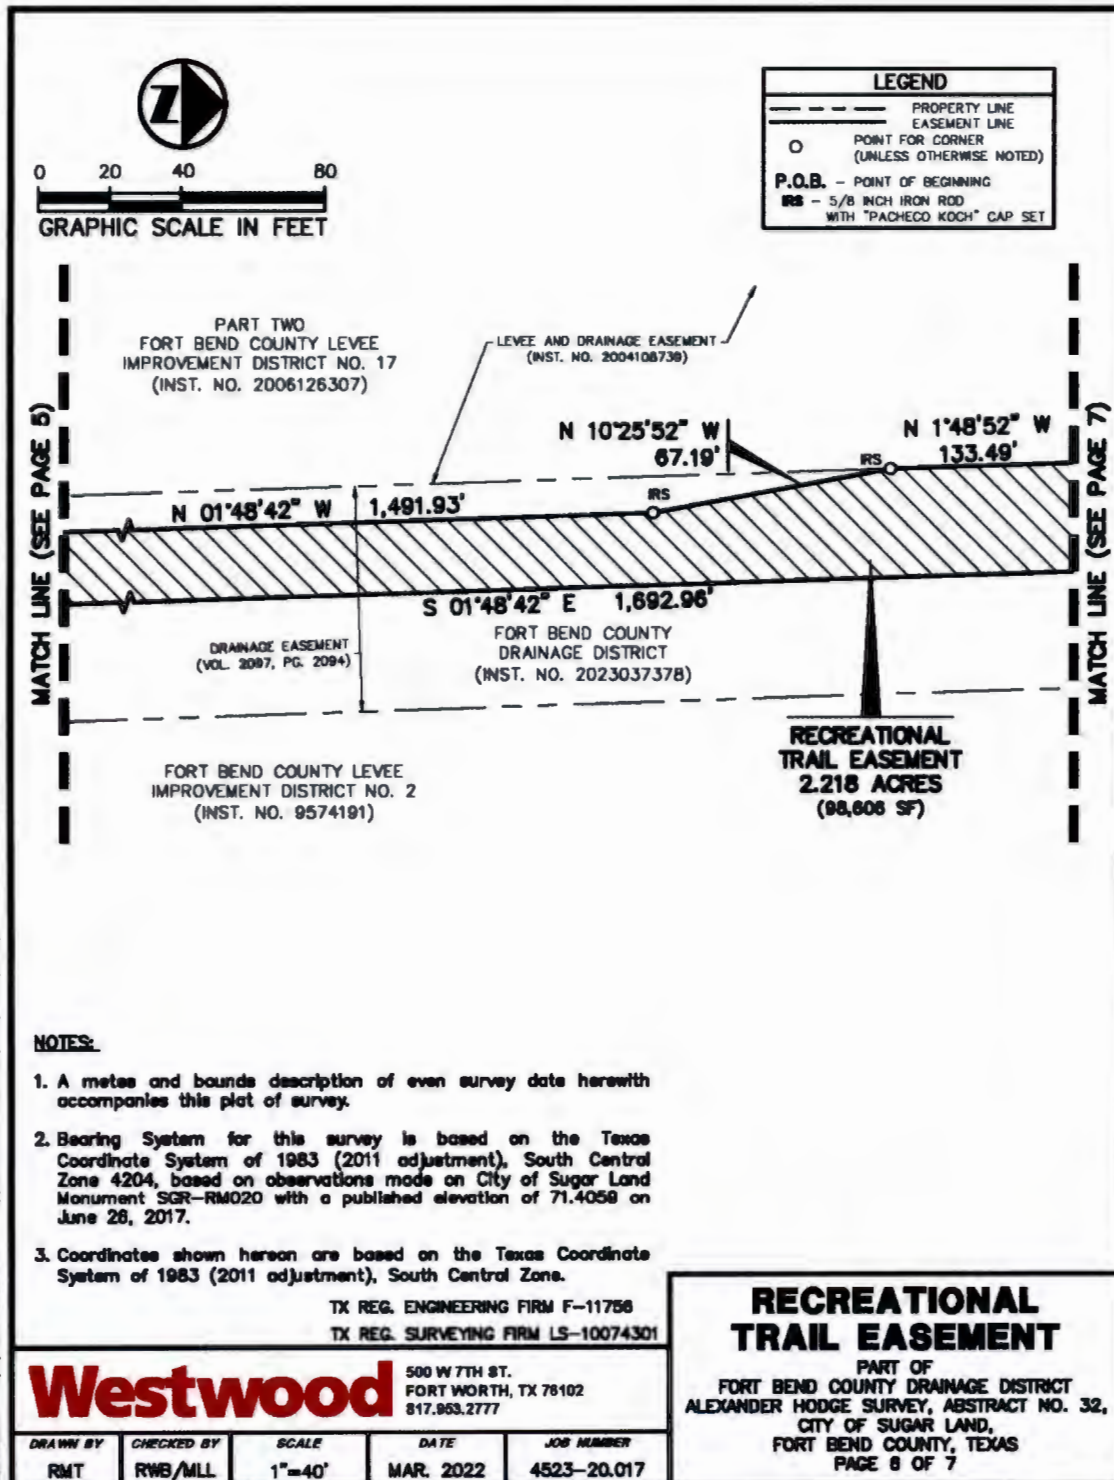 Z
0 20 40 80
GRAPHIC SCALE IN FEET
LEGEND
PROPERTY LINE
EASEMENT LINE
POINT FOR CORNER
(UNLESS OTHERWISE NOTED)
P.O.B. - POINT OF BEGINNING
IRS - 5/8 INCH IRON ROD
WITH "PACHECO KOCH" CAP SET
PART TWO
FORT BEND COUNTY LEVEE
IMPROVEMENT DISTRICT NO. 17
(INST. NO. 2006126307)
LEVEE AND DRAINAGE EASEMENT
(INST. NO. 2004108739)
MATCH LINE (SEE PAGE 5)
N 10°25'52" W
67.19'
N 1°48'52" W
133.49'
IRS
IRS
N 01°48'42" W 1,491.93'
S 01°48'42" E 1,692.96'
MATCH LINE (SEE PAGE 7)
DRAINAGE EASEMENT
(VOL. 2097, PG. 2094)
FORT BEND COUNTY
DRAINAGE DISTRICT
(INST. NO. 2023037378)
FORT BEND COUNTY LEVEE
IMPROVEMENT DISTRICT NO. 2
(INST. NO. 9574191)
RECREATIONAL
TRAIL EASEMENT
2.218 ACRES
(98,606 SF)
NOTES:
1. A metes and bounds description of even survey date herewith
accompanies this plat of survey.
2. Bearing System for this survey is based on the Texas
Coordinate System of 1983 (2011 adjustment), South Central
Zone 4204, based on observations made on City of Sugar Land
Monument SGR-RM020 with a published elevation of 71.4059 on
June 26, 2017.
3. Coordinates shown hereon are based on the Texas Coordinate
System of 1983 (2011 adjustment), South Central Zone.
TX REG. ENGINEERING FIRM F-11756
TX REG. SURVEYING FIRM LS-10074301
Westwood
500 W 7TH ST.
FORT WORTH, TX 76102
817.953.2777
DRAWN BY CHECKED BY SCALE DATE JOB NUMBER
RMT RWB/MLL 1"=40' MAR. 2022 4523-20.017
RECREATIONAL
TRAIL EASEMENT
PART OF
FORT BEND COUNTY DRAINAGE DISTRICT
ALEXANDER HODGE SURVEY, ABSTRACT NO. 32,
CITY OF SUGAR LAND,
FORT BEND COUNTY, TEXAS
PAGE 6 OF 7